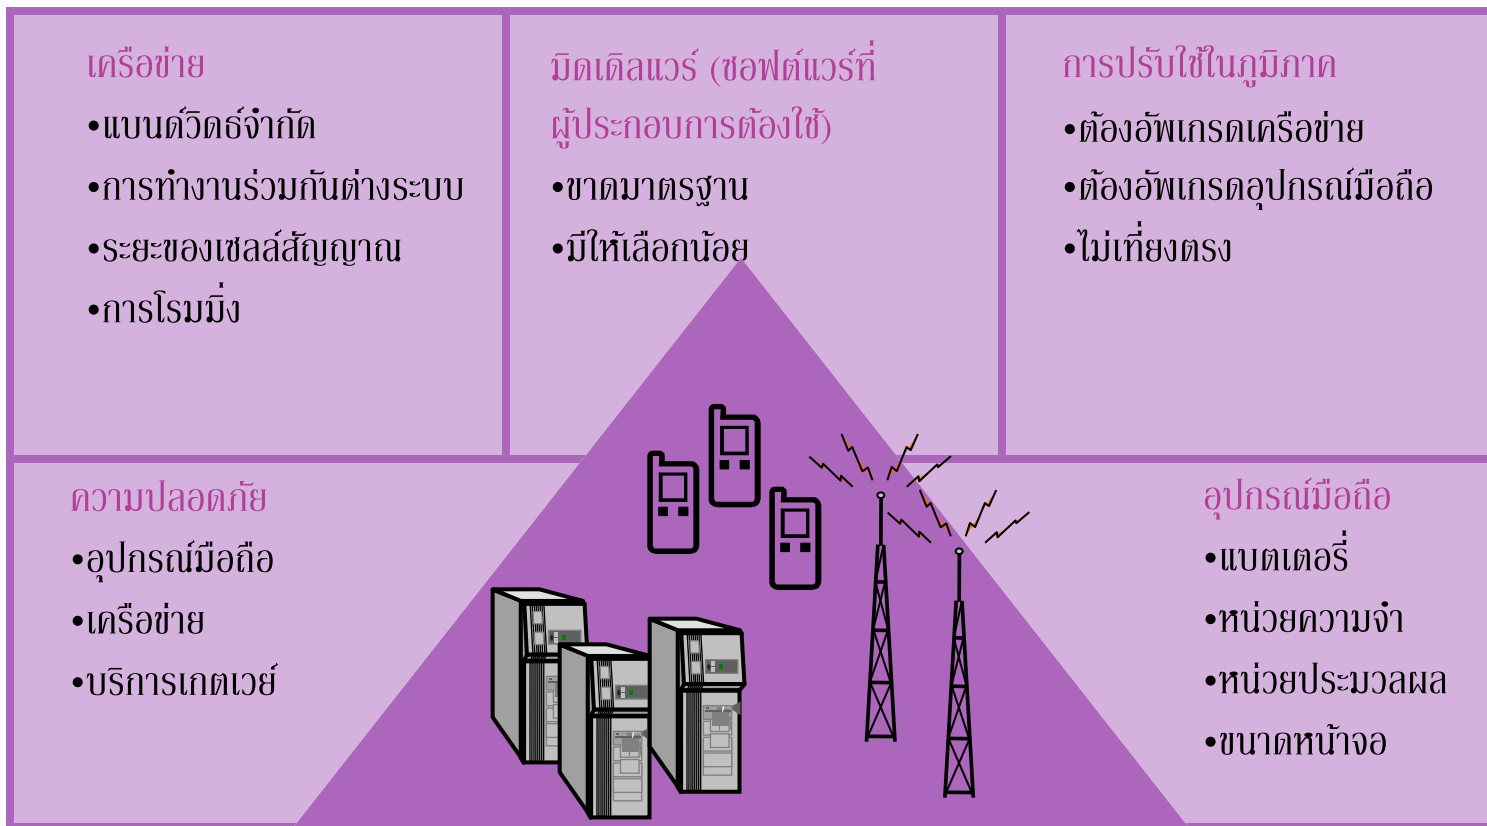 เครือข่าย
•แบนด์วิดธ์จำกัด
•การทำงานร่วมกันต่างระบบ
•ระยะของเซลล์สัญญาณ
•การโรมมิ่ง
มิดเดิลแวร์ (ซอฟต์แวร์ที่
ผู้ประกอบการต้องใช้)
•ขาดมาตรฐาน
•มีให้เลือกน้อย
การปรับใช้ในภูมิภาค
•ต้องอัพเกรดเครือข่าย
•ต้องอัพเกรดอุปกรณ์มือถือ
•ไม่เที่ยงตรง
ความปลอดภัย
•อุปกรณ์มือถือ
•เครือข่าย
•บริการเกตเวย์
อุปกรณ์มือถือ
•แบตเตอรี่
•หน่วยความจำ
•หน่วยประมวลผล
•ขนาดหน้าจอ